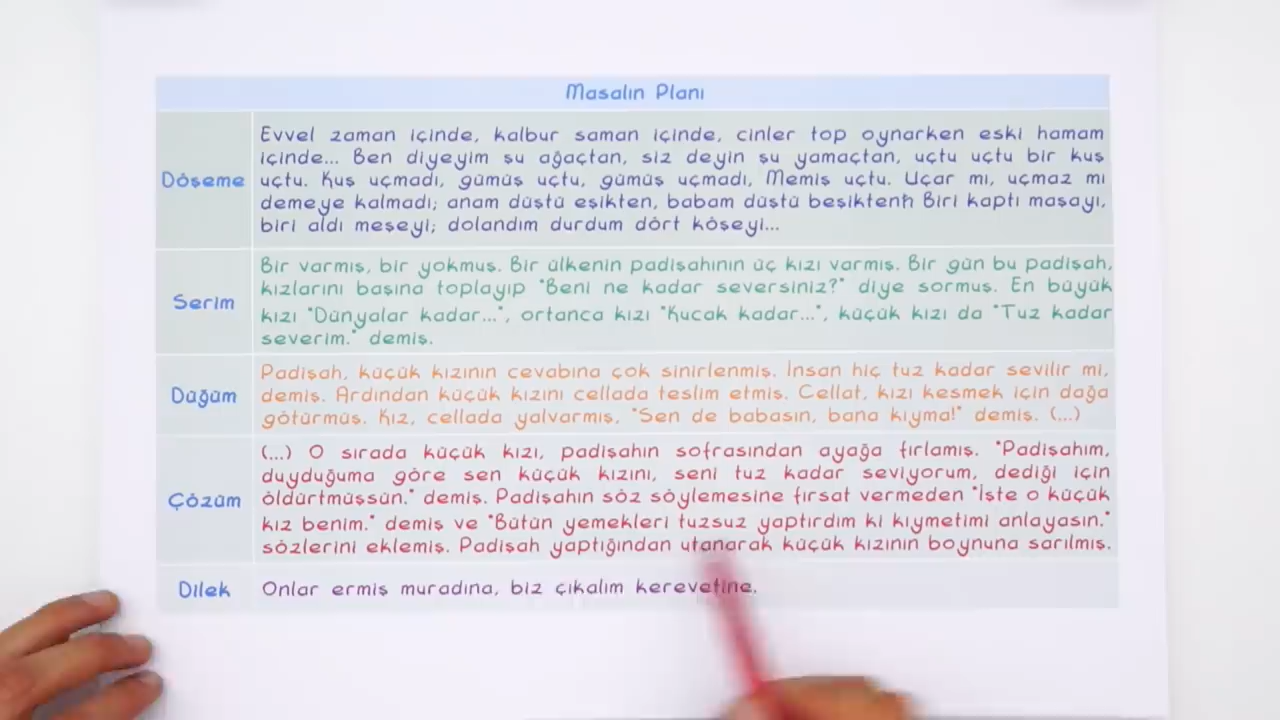 Masalın Planı
Döşeme
Evvel zaman içinde, kalbur saman içinde, cinler top oynarken eski hamam
içinde... Ben diyeyim şu ağaçtan, siz deyin şu yamaçtan, uçtu uçtu bir kuş
uçtu. Kuş uçmadı, gümüş uçtu, gümüş uçmadı, Memiş uçtu. Uçar mı, uçmaz mı
demeye kalmadı; anam düştü eşikten, babam düştü beşikten. Biri kaptı maşayı,
biri aldı meşeyi; dolandım durdum dört köşeyi...
Serim
Bir varmış, bir yokmuş. Bir ülkenin padişahının üç kızı varmış. Bir gün bu padişah,
kızlarını başına toplayıp "Beni ne kadar seversiniz?" diye sormuş. En büyük
kızı "Dünyalar kadar...", ortanca kızı "Kucak kadar...", küçük kızı da "Tuz kadar
severim." demiş.
Düğüm
Padişah, küçük kızının cevabına çok sinirlenmiş. İnsan hiç tuz kadar sevilir mi,
demiş. Ardından küçük kızını cellada teslim etmiş. Cellat, kızı kesmek için dağa
götürmüş. Kız, cellada yalvarmış, "Sen de babasın, bana kıyma!" demiş. (...)
Çözüm
(...) O sırada küçük kızı, padişahın sofrasından ayağa fırlamış. "Padişahım,
duyduğuma göre sen küçük kızını, seni tuz kadar seviyorum, dediği için
öldürtmüşsün." demiş. Padişahın söz söylemesine fırsat vermeden "İşte o küçük
kız benim." demiş ve "Bütün yemekleri tuzsuz yaptırdım ki kıymetimi anlayasın."
sözlerini eklemiş. Padişah yaptığından utanarak küçük kızının boynuna sarılmış.
Dilek
Onlar ermiş muradına, biz çıkalım kerevetine.